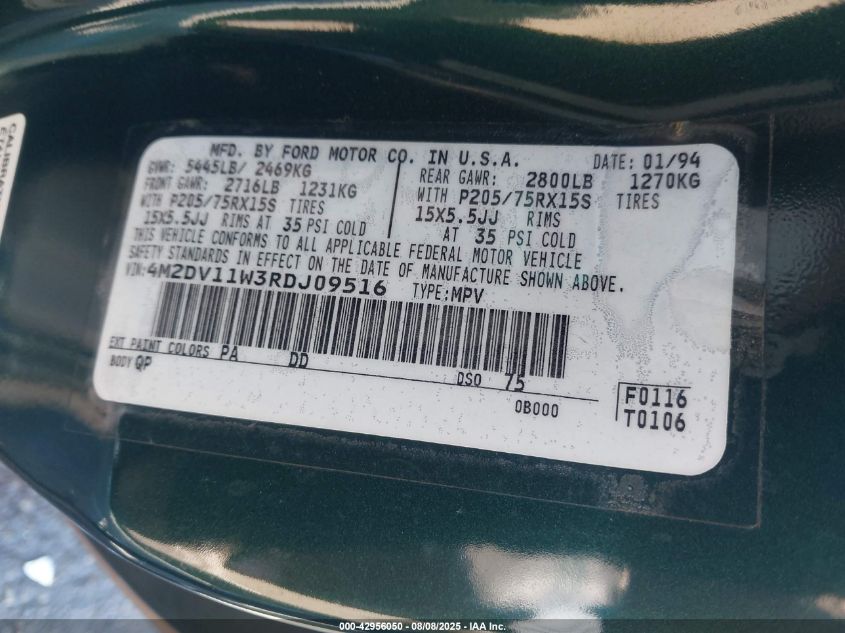 CALIBRA
MFD. BY FORD MOTOR CO. IN U.S.A.
DATE: 01/94
GVWR: 5445LB/ 2469KG
FRONT GAWR: 2716LB 1231KG
WITH P205/75RX15S TIRES
15X5.5JJ RIMS AT 35 PSI COLD
REAR GAWR: 2800LB 1270KG
WITH P205/75RX15S TIRES
15X5.5JJ RIMS
AT 35 PSI COLD
THIS VEHICLE CONFORMS TO ALL APPLICABLE FEDERAL MOTOR VEHICLE
SAFETY STANDARDS IN EFFECT ON THE DATE OF MANUFACTURE SHOWN ABOVE.
VIN: 4M2DV11W3RDJ09516 TYPE: MPV
EXT PAINT COLORS PA DD
BODY QP DSO 75
0B000
F0116
T0106
000-42956050 - 08/08/2025 - IAA, Inc.